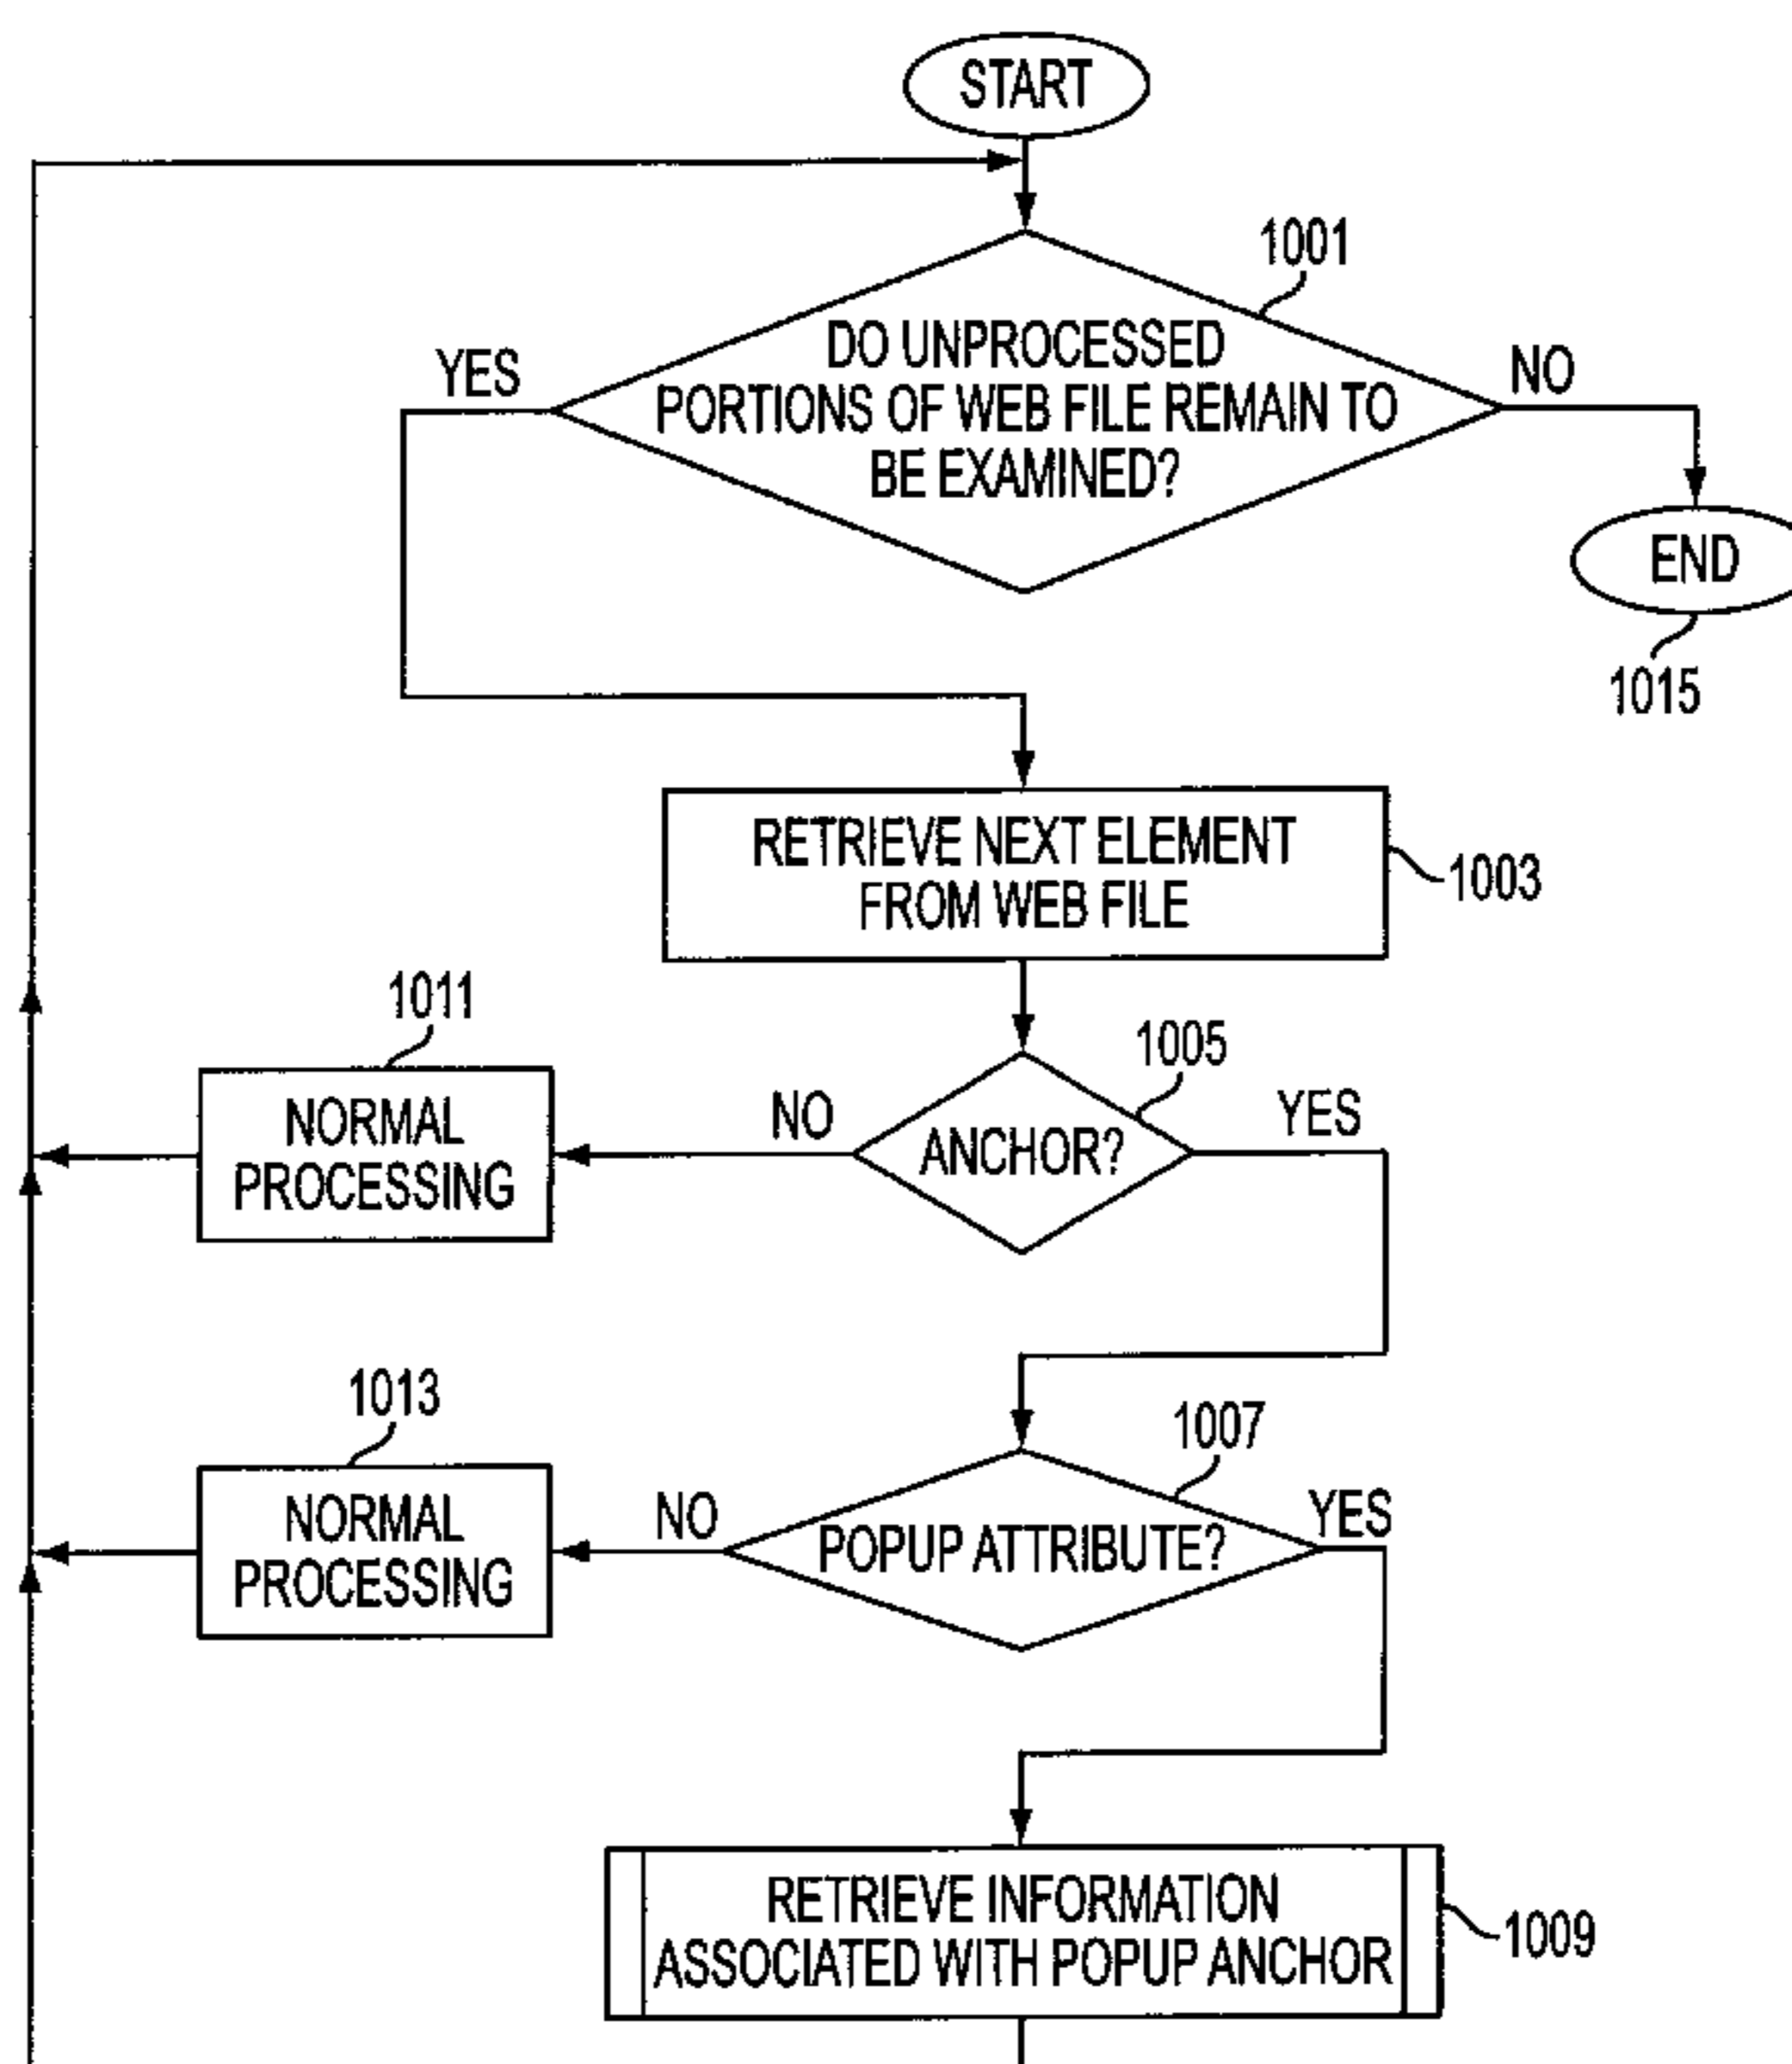 START
1001
DO UNPROCESSED
PORTIONS OF WEB FILE REMAIN TO
BE EXAMINED?
YES
NO
END
1015
RETRIEVE NEXT ELEMENT
FROM WEB FILE
1003
1011
NORMAL
PROCESSING
NO
1005
ANCHOR?
YES
1013
NORMAL
PROCESSING
NO
1007
POPUP ATTRIBUTE?
YES
RETRIEVE INFORMATION
ASSOCIATED WITH POPUP ANCHOR
1009